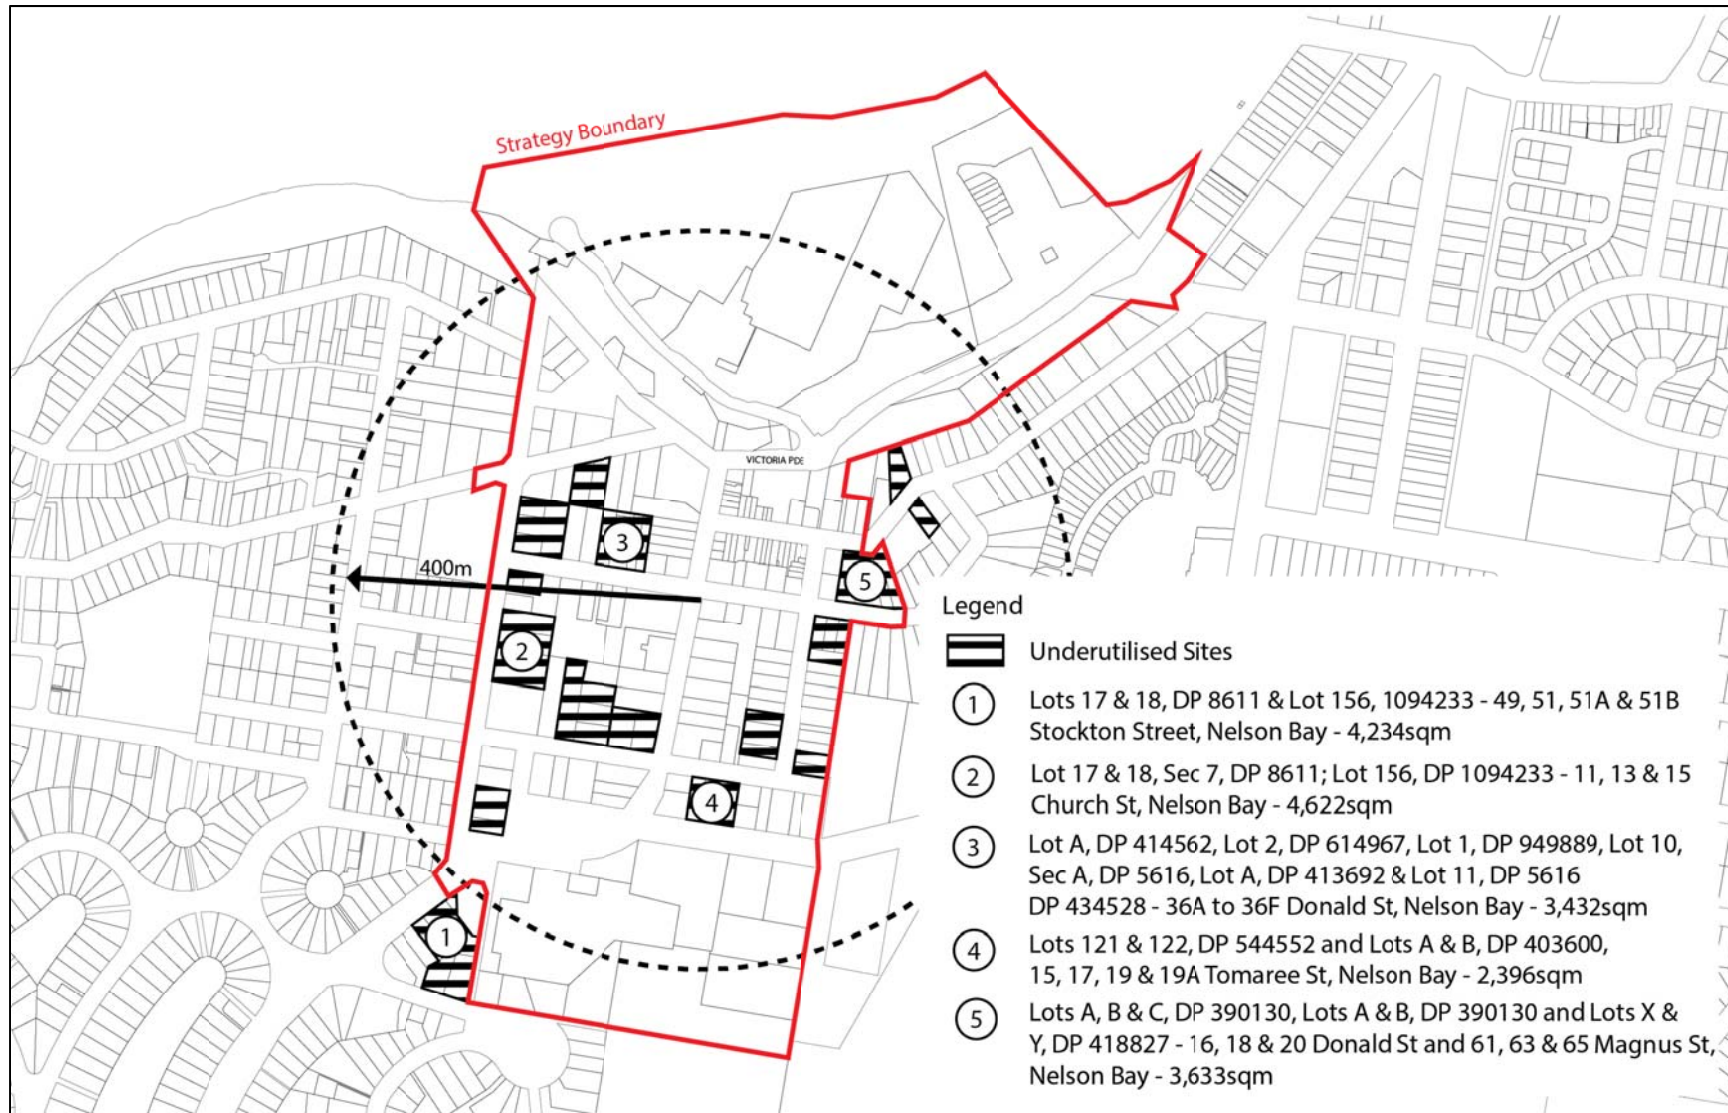 Strategy Boundary
VICTORIA PDE
400m
3
5
2
4
1
Legend
Underutilised Sites
1
Lots 17 & 18, DP 8611 & Lot 156, 1094233 - 49, 51, 51A & 51B
Stockton Street, Nelson Bay - 4,234sqm
2
Lot 17 & 18, Sec 7, DP 8611; Lot 156, DP 1094233 - 11, 13 & 15
Church St, Nelson Bay - 4,622sqm
3
Lot A, DP 414562, Lot 2, DP 614967, Lot 1, DP 949889, Lot 10,
Sec A, DP 5616, Lot A, DP 413692 & Lot 11, DP 5616
DP 434528 - 36A to 36F Donald St, Nelson Bay - 3,432sqm
4
Lots 121 & 122, DP 544552 and Lots A & B, DP 403600,
15, 17, 19 & 19A Tomaree St, Nelson Bay - 2,396sqm
5
Lots A, B & C, DP 390130, Lots A & B, DP 390130 and Lots X &
Y, DP 418827 - 16, 18 & 20 Donald St and 61, 63 & 65 Magnus St,
Nelson Bay - 3,633sqm